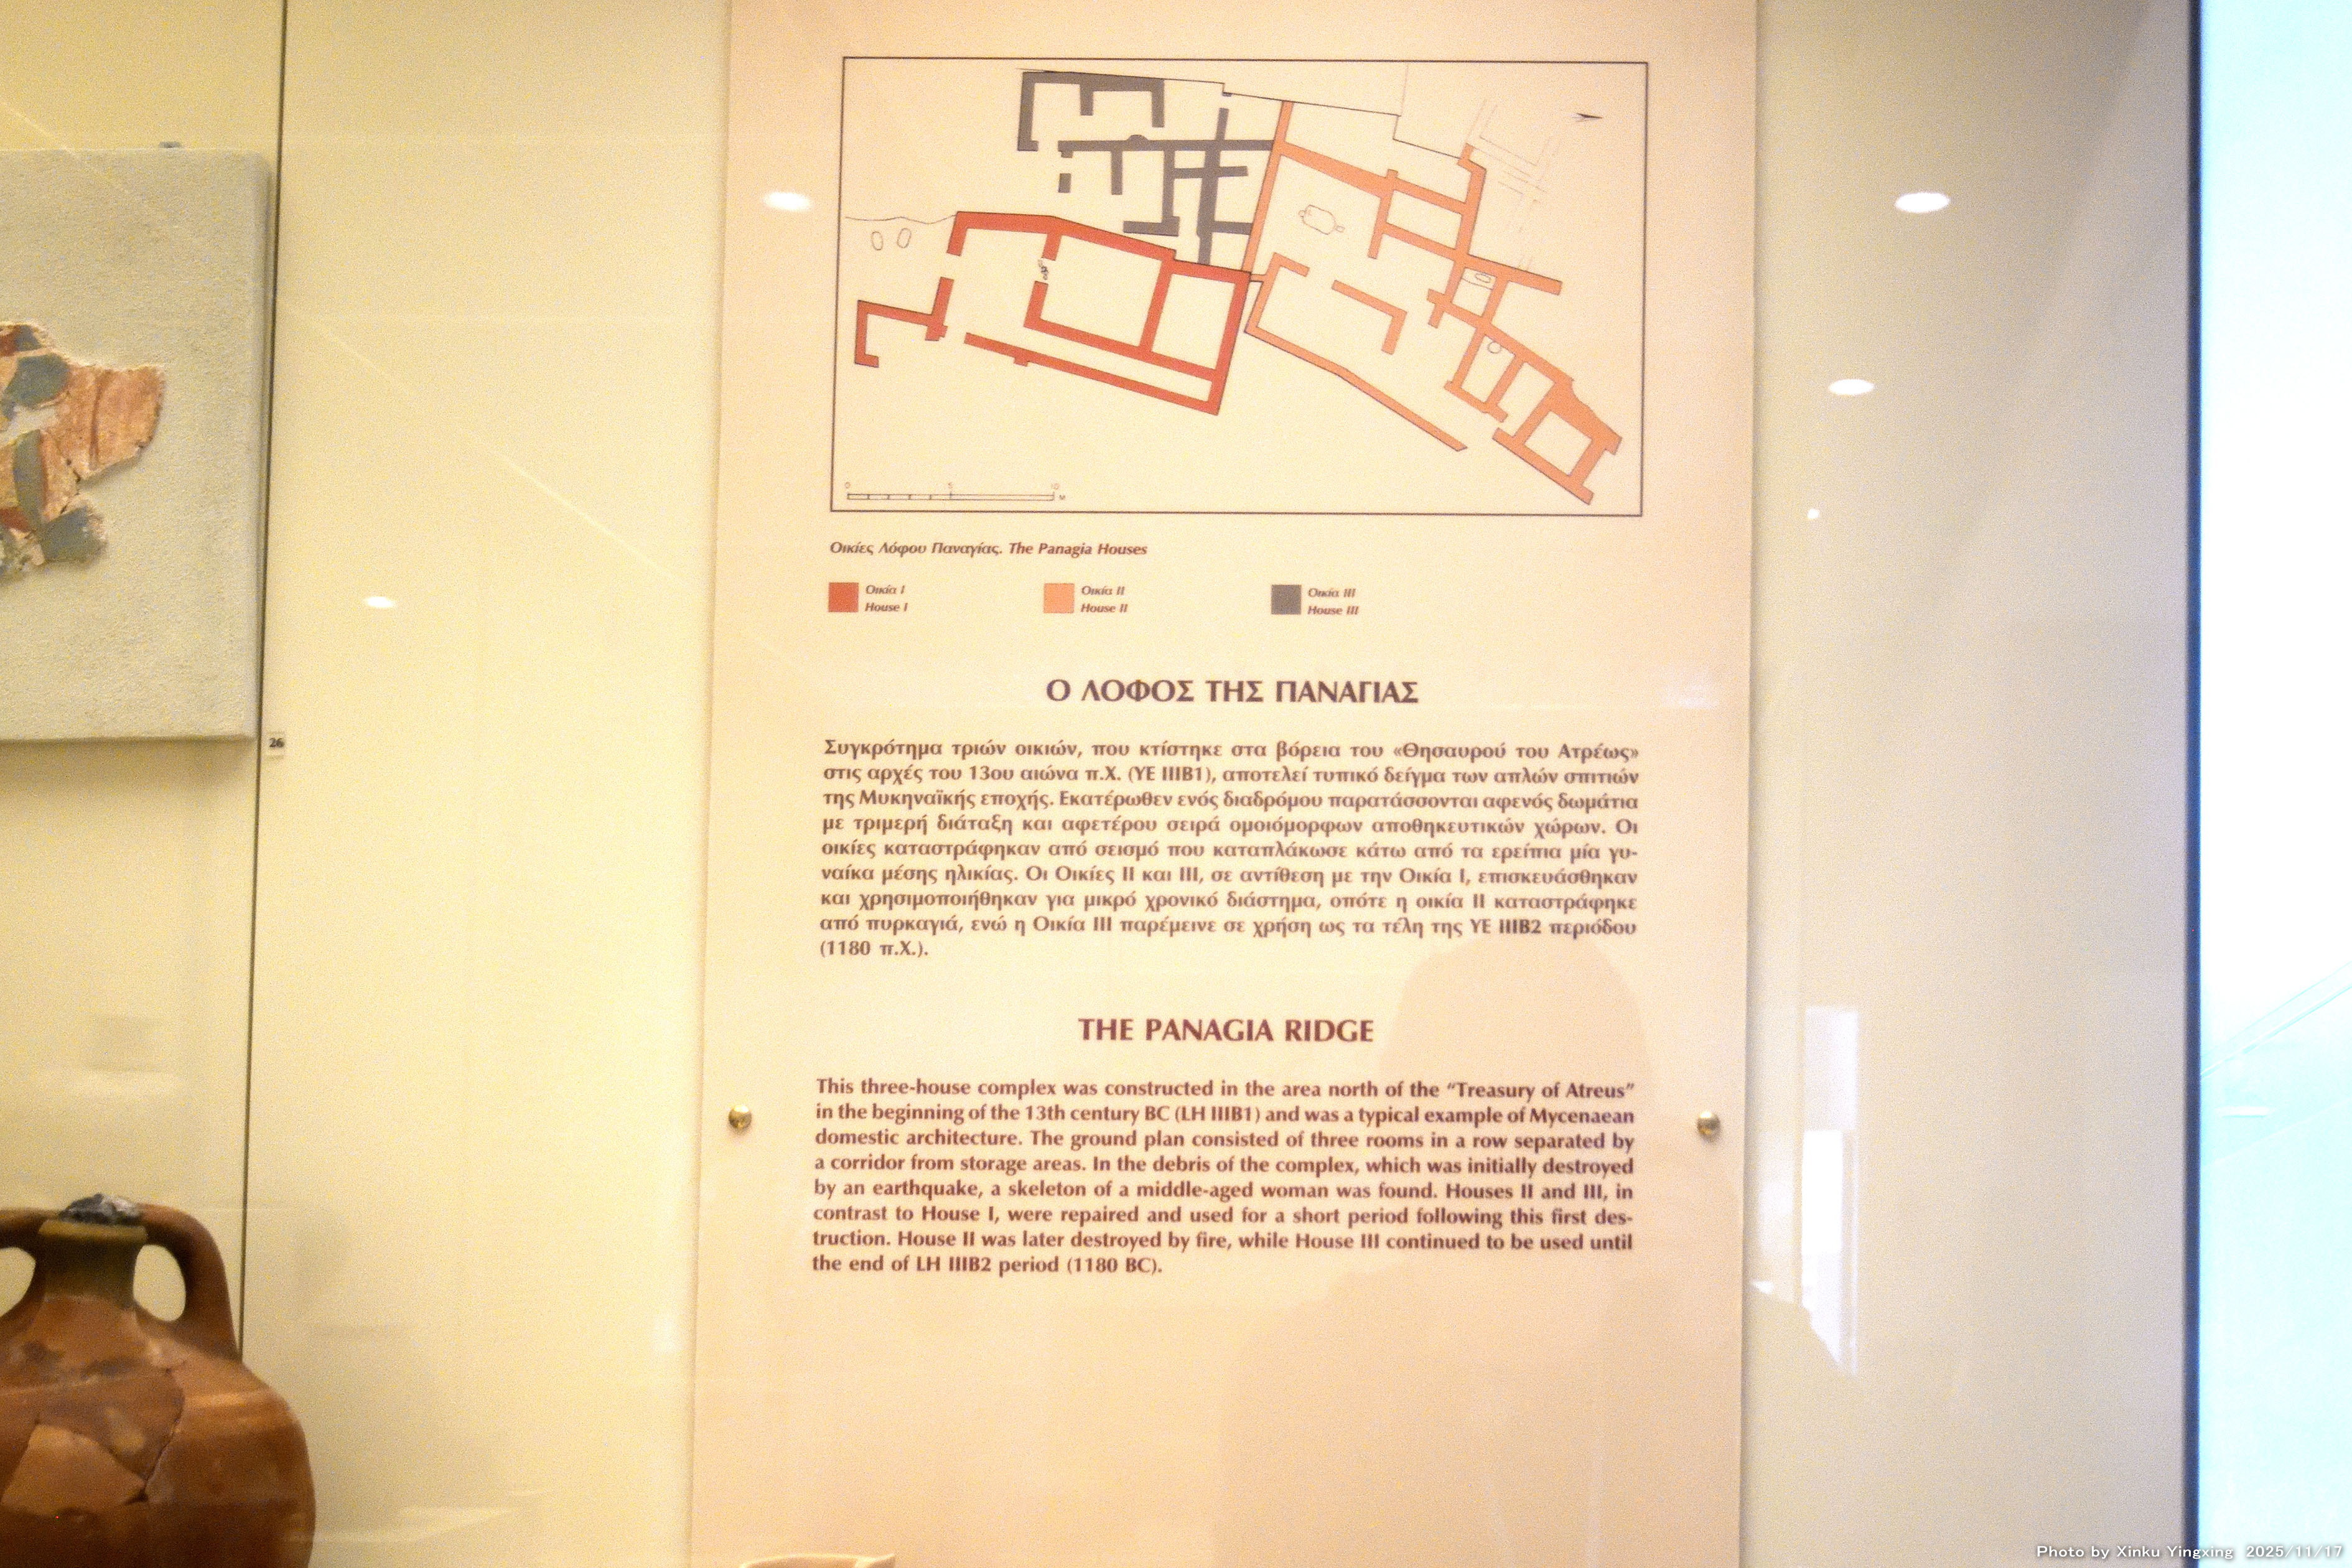 0 5 10 M
Οικίες Λόφου Παναγίας. The Panagia Houses
Οικία I
House I
Οικία II
House II
Οικία III
House III
Ο ΛΟΦΟΣ ΤΗΣ ΠΑΝΑΓΙΑΣ
Συγκρότημα τριών οικιών, που κτίστηκε στα βόρεια του «Θησαυρού του Ατρέως»
στις αρχές του 13ου αιώνα π.Χ. (ΥΕ ΙΙΙΒ1), αποτελεί τυπικό δείγμα των απλών σπιτιών
της Μυκηναϊκής εποχής. Εκατέρωθεν ενός διαδρόμου παρατάσσονται αφενός δωμάτια
με τριμερή διάταξη και αφετέρου σειρά ομοιόμορφων αποθηκευτικών χώρων. Οι
οικίες καταστράφηκαν από σεισμό που καταπλάκωσε κάτω από τα ερείπια μία γυ-
ναίκα μέσης ηλικίας. Οι Οικίες ΙΙ και ΙΙΙ, σε αντίθεση με την Οικία Ι, επισκευάσθηκαν
και χρησιμοποιήθηκαν για μικρό χρονικό διάστημα, οπότε η οικία ΙΙ καταστράφηκε
από πυρκαγιά, ενώ η Οικία ΙΙΙ παρέμεινε σε χρήση ως τα τέλη της ΥΕ ΙΙΙΒ2 περιόδου
(1180 π.Χ.).
THE PANAGIA RIDGE
This three-house complex was constructed in the area north of the “Treasury of Atreus”
in the beginning of the 13th century BC (LH IIIB1) and was a typical example of Mycenaean
domestic architecture. The ground plan consisted of three rooms in a row separated by
a corridor from storage areas. In the debris of the complex, which was initially destroyed
by an earthquake, a skeleton of a middle-aged woman was found. Houses II and III, in
contrast to House I, were repaired and used for a short period following this first des-
truction. House II was later destroyed by fire, while House III continued to be used until
the end of LH IIIB2 period (1180 BC).
26
Photo by Xinku Yingxing 2025/11/17